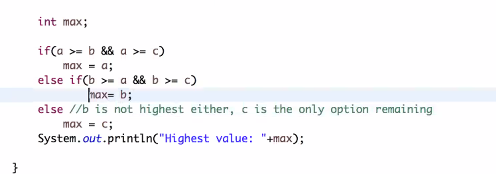 int max;
if(a >= b && a >= c)
max = a;
else if(b >= a && b >= c)
max= b;
else //b is not highest either, c is the only option remaining
max = c;
System.out.println("Highest value: "+max);
}